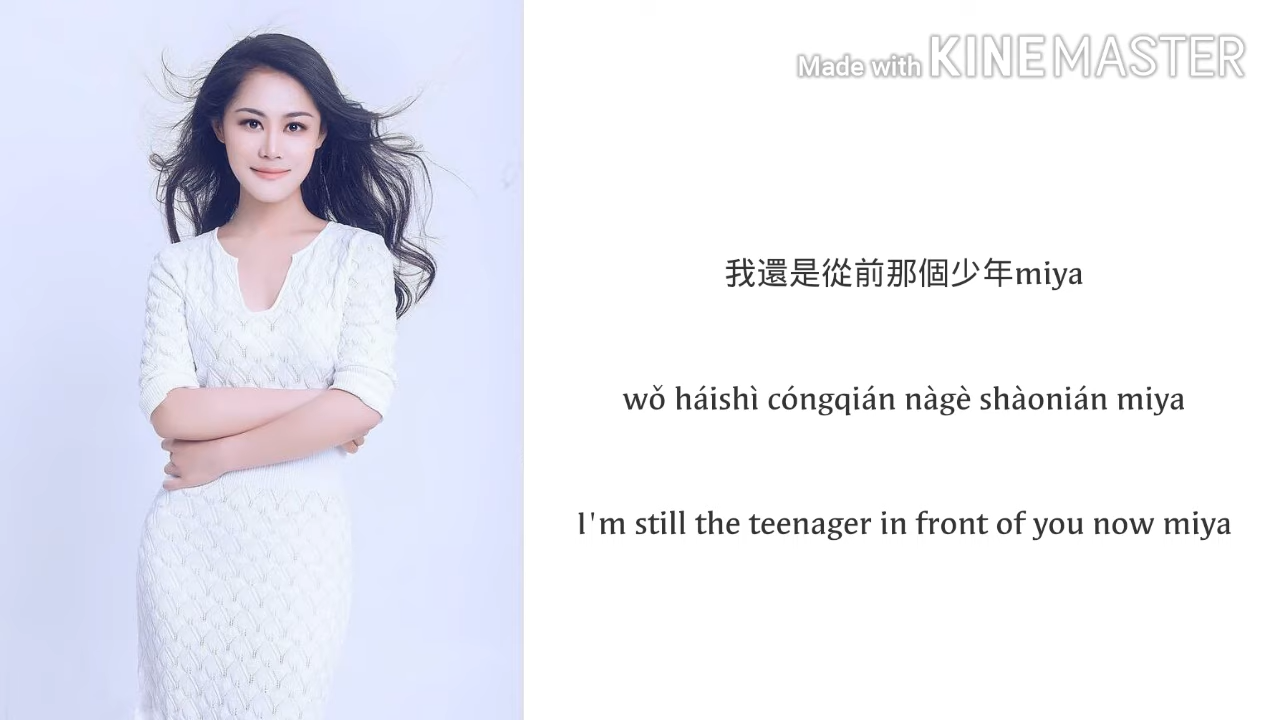 Made with KINEMASTER
我還是從前那個少年miya
wǒ háishì cóngqián nàgè shàonián miya
I'm still the teenager in front of you now miya